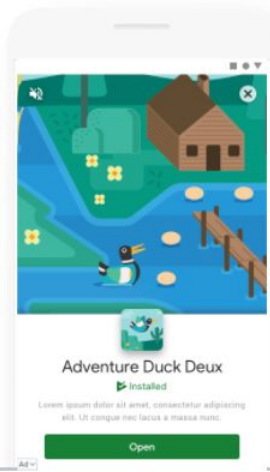 Adventure Duck Deux
Installed
Lorem ipsum dolor sit amet, consectetur adipiscing
elit. Ut congue nec lacus a massa nunc.
Open
Ad